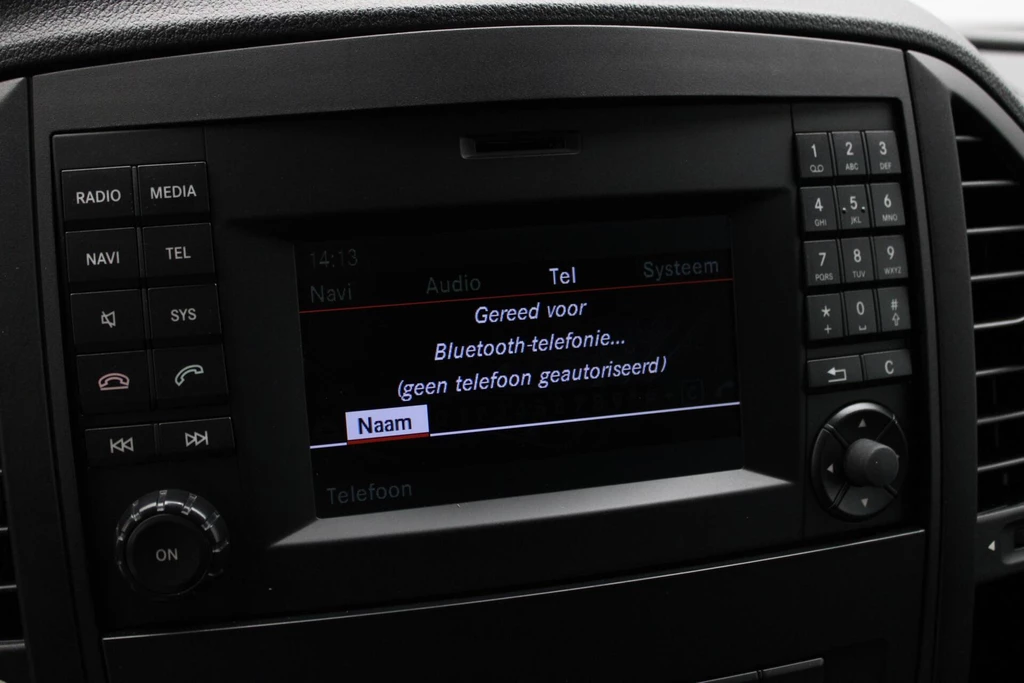 RADIO MEDIA
NAVI TEL
SYS
ON
14:13
Navi Audio Tel Systeem
Gereed voor
Bluetooth-telefonie...
(geen telefoon geautoriseerd)
Naam
Telefoon
1 2 3
ABC DEF
4 .5. 6
GHI JKL MNO
7 8 9
PQRS TUV WXYZ
* 0 #
+
C